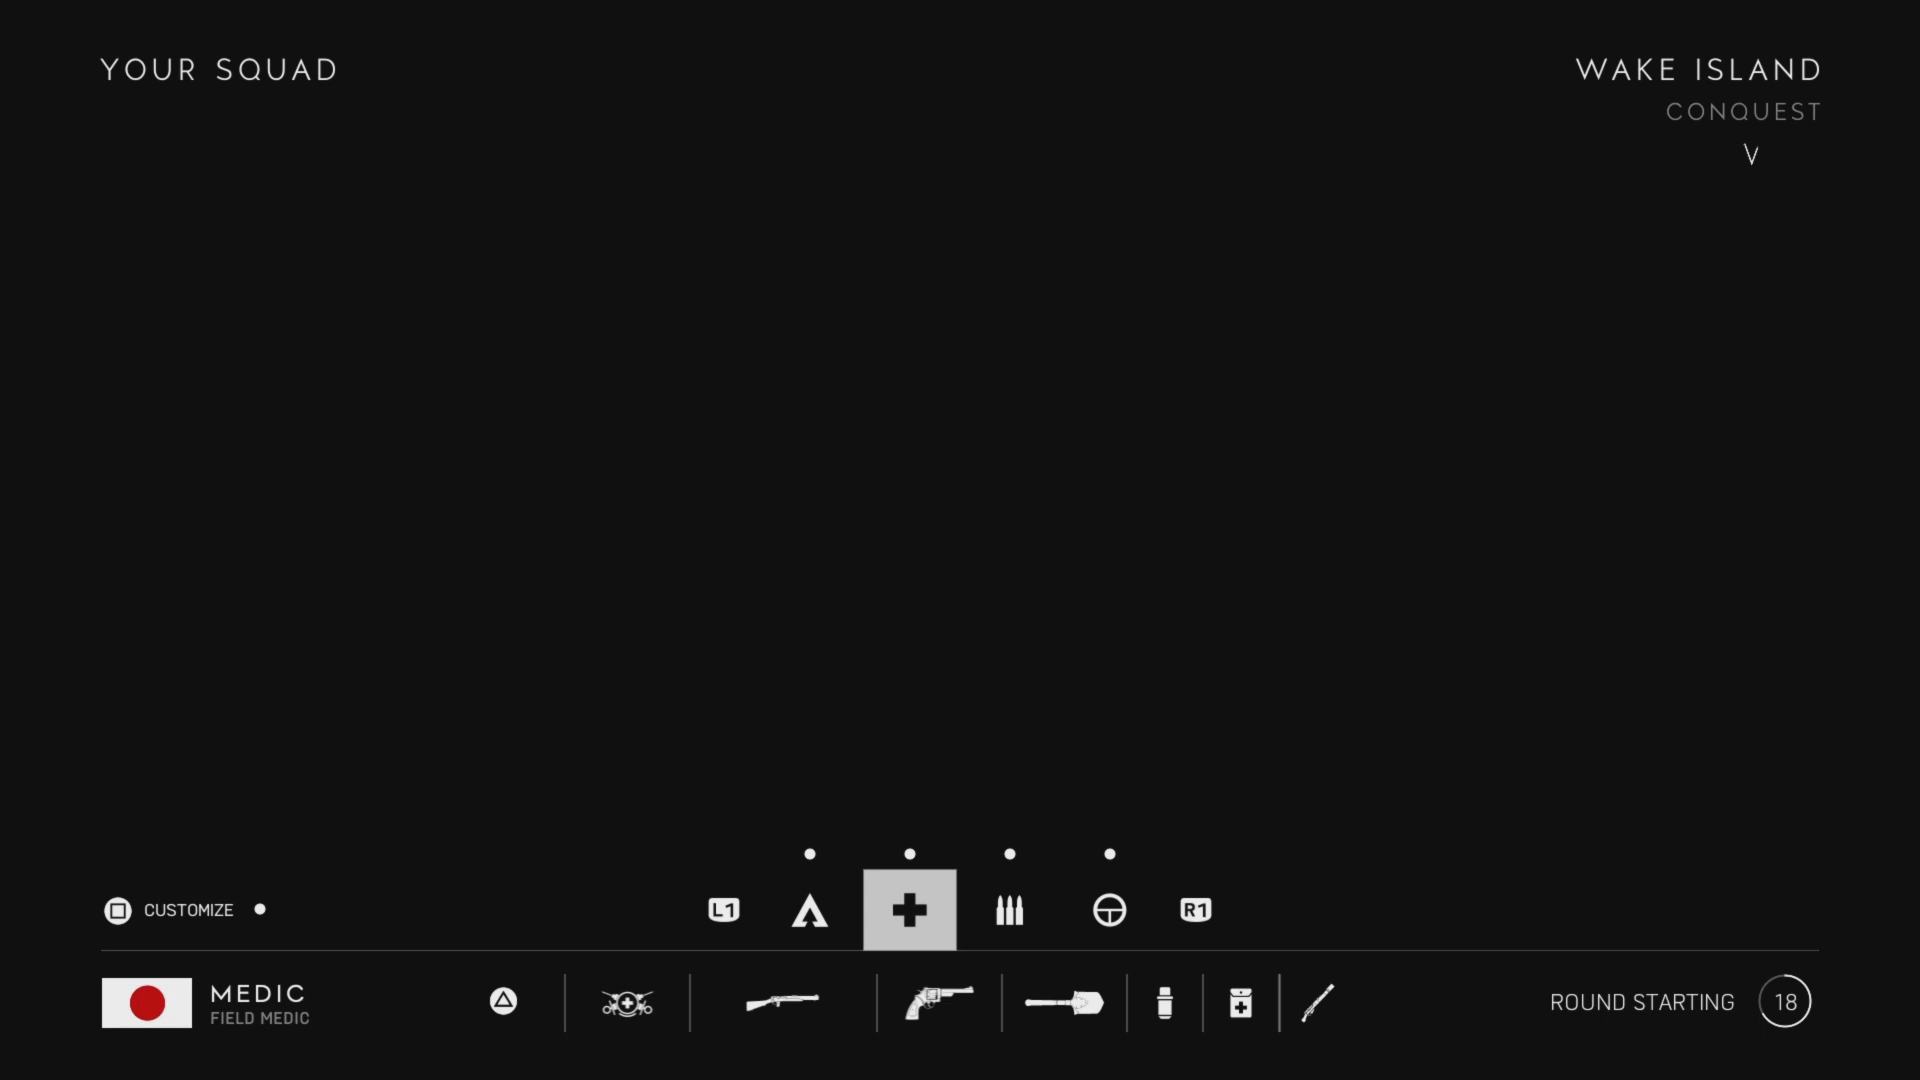 YOUR SQUAD
WAKE ISLAND
CONQUEST
CUSTOMIZE
L1
R1
MEDIC
FIELD MEDIC
ROUND STARTING 18